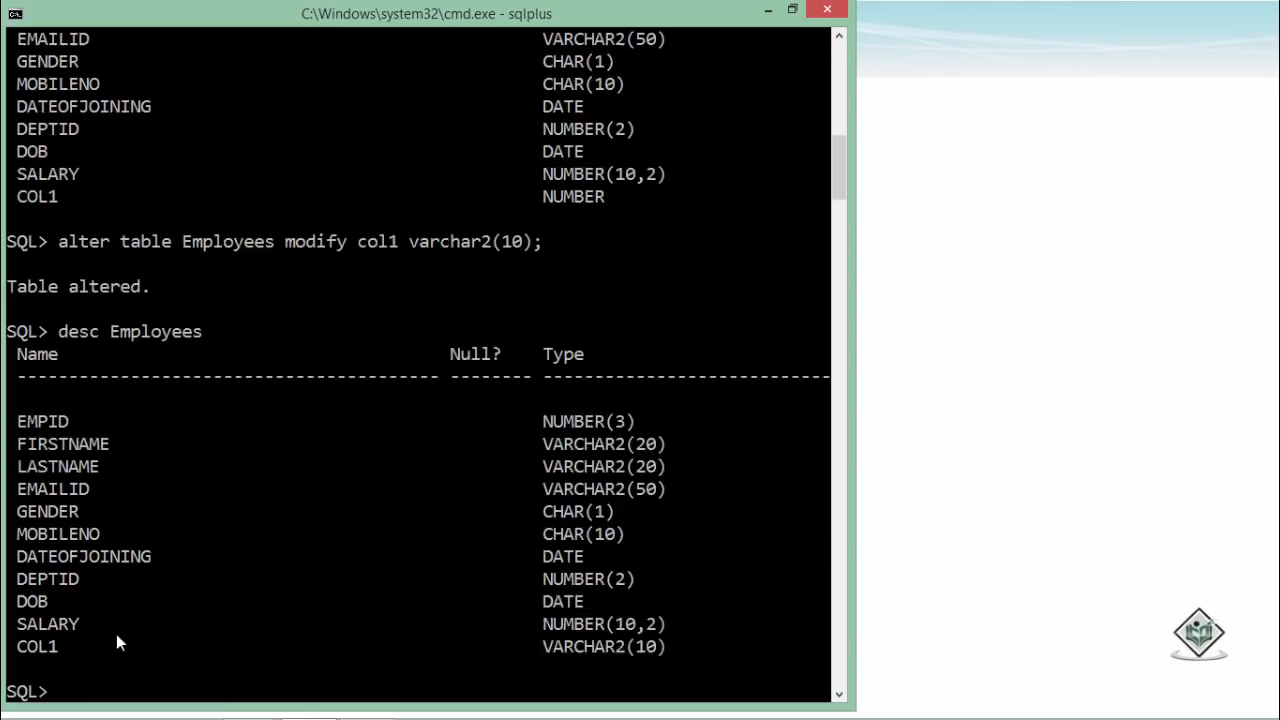 C:\Windows\system32\cmd.exe - sqlplus
EMAILID VARCHAR2(50)
GENDER CHAR(1)
MOBILENO CHAR(10)
DATEOFJOINING DATE
DEPTID NUMBER(2)
DOB DATE
SALARY NUMBER(10,2)
COL1 NUMBER
SQL> alter table Employees modify col1 varchar2(10);
Table altered.
SQL> desc Employees
Name Null? Type
----------------------------------------- -------- ----------------------------
EMPID NUMBER(3)
FIRSTNAME VARCHAR2(20)
LASTNAME VARCHAR2(20)
EMAILID VARCHAR2(50)
GENDER CHAR(1)
MOBILENO CHAR(10)
DATEOFJOINING DATE
DEPTID NUMBER(2)
DOB DATE
SALARY NUMBER(10,2)
COL1 VARCHAR2(10)
SQL>